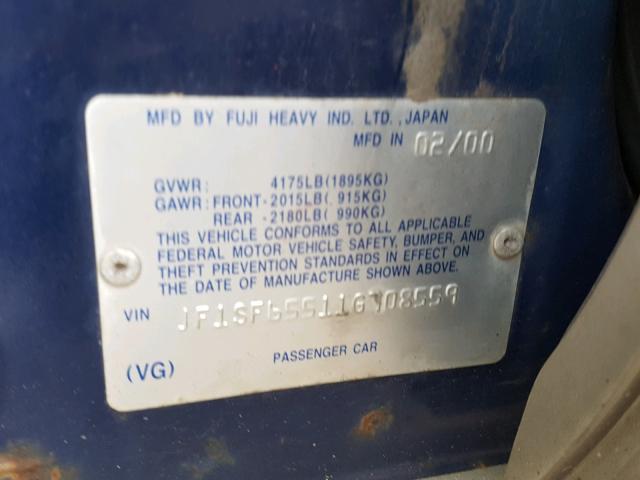 MFD BY FUJI HEAVY IND. LTD., JAPAN
MFD IN 02/00
GVWR: 4175LB(1895KG)
GAWR: FRONT-2015LB( 915KG)
REAR -2180LB( 990KG)
THIS VEHICLE CONFORMS TO ALL APPLICABLE
FEDERAL MOTOR VEHICLE SAFETY, BUMPER, AND
THEFT PREVENTION STANDARDS IN EFFECT ON
THE DATE OF MANUFACTURE SHOWN ABOVE.
VIN JF1SF65511G708559
(VG) PASSENGER CAR